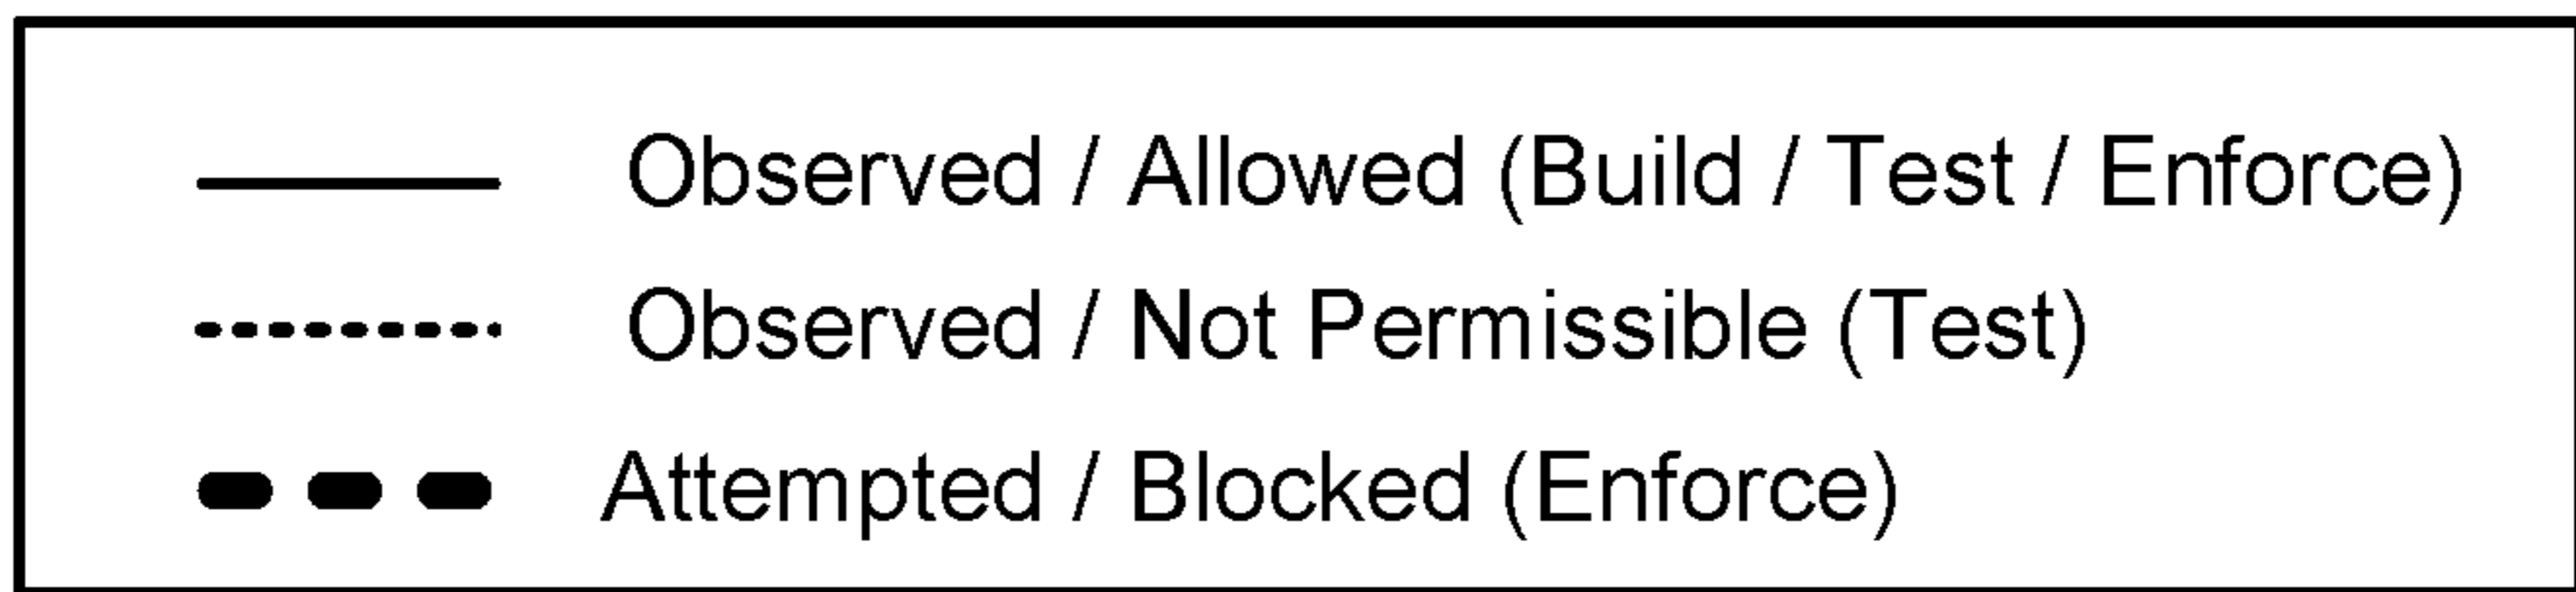 Observed / Allowed (Build / Test / Enforce)
Observed / Not Permissible (Test)
Attempted / Blocked (Enforce)